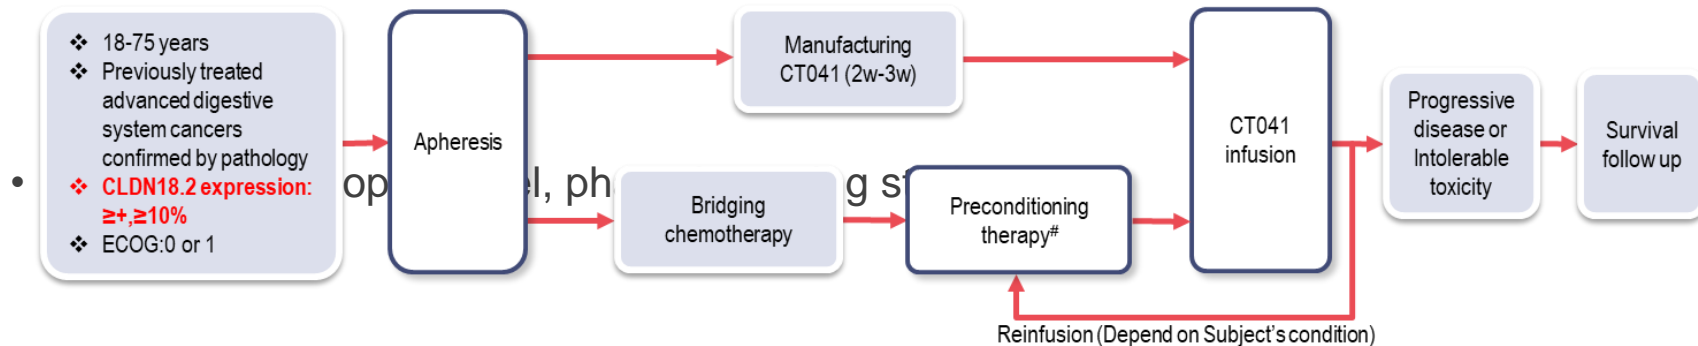 ❖ 18-75 years
❖ Previously treated
advanced digestive
system cancers
confirmed by pathology
❖ CLDN18.2 expression:
≥+,≥10%
❖ ECOG:0 or 1
Apheresis
Manufacturing
CT041 (2w-3w)
Bridging
chemotherapy
Preconditioning
therapy#
CT041
infusion
Progressive
disease or
Intolerable
toxicity
Survival
follow up
Reinfusion (Depend on Subject's condition)